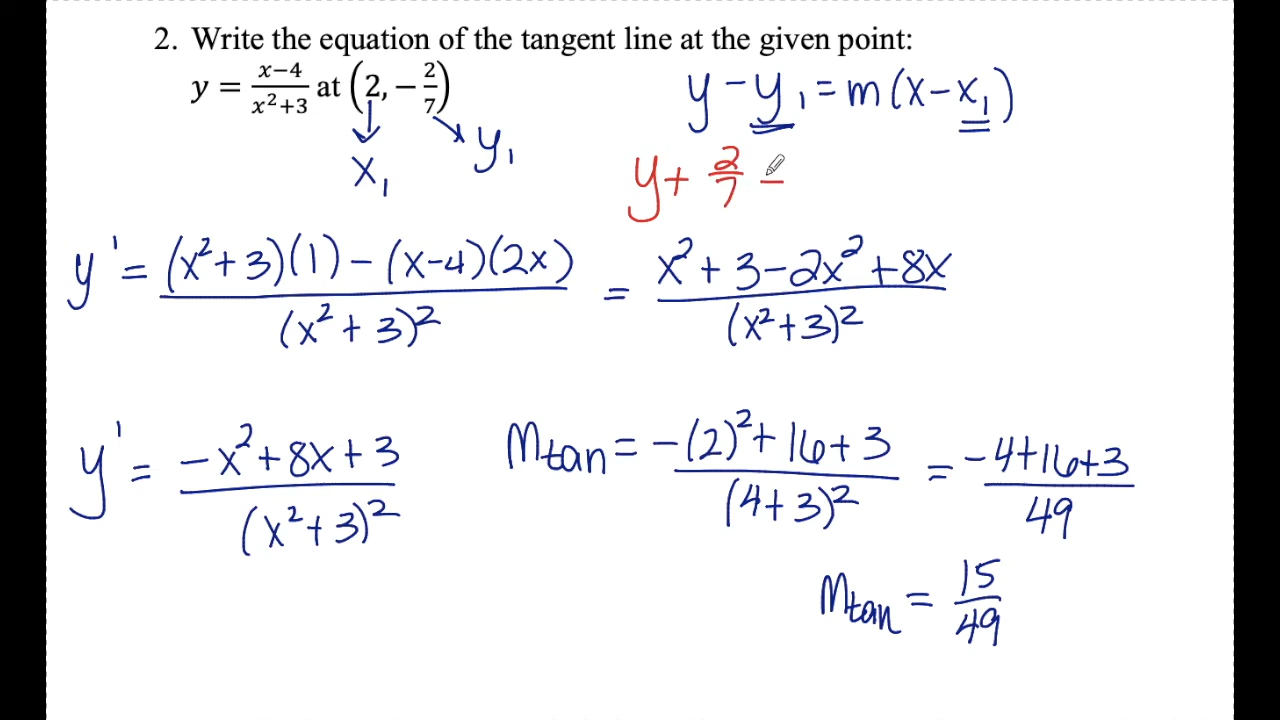 2. Write the equation of the tangent line at the given point:
y = (x−4)/(x²+3) at (2, −2/7)
y − y₁ = m(x − x₁)
x₁ y₁
y + 2/7 =
y' = ((x²+3)(1) − (x−4)(2x))/(x²+3)² = (x²+3−2x²+8x)/(x²+3)²
y' = (−x²+8x+3)/(x²+3)²
Mtan = (−(2)²+16+3)/(4+3)² = (−4+16+3)/49
Mtan = 15/49